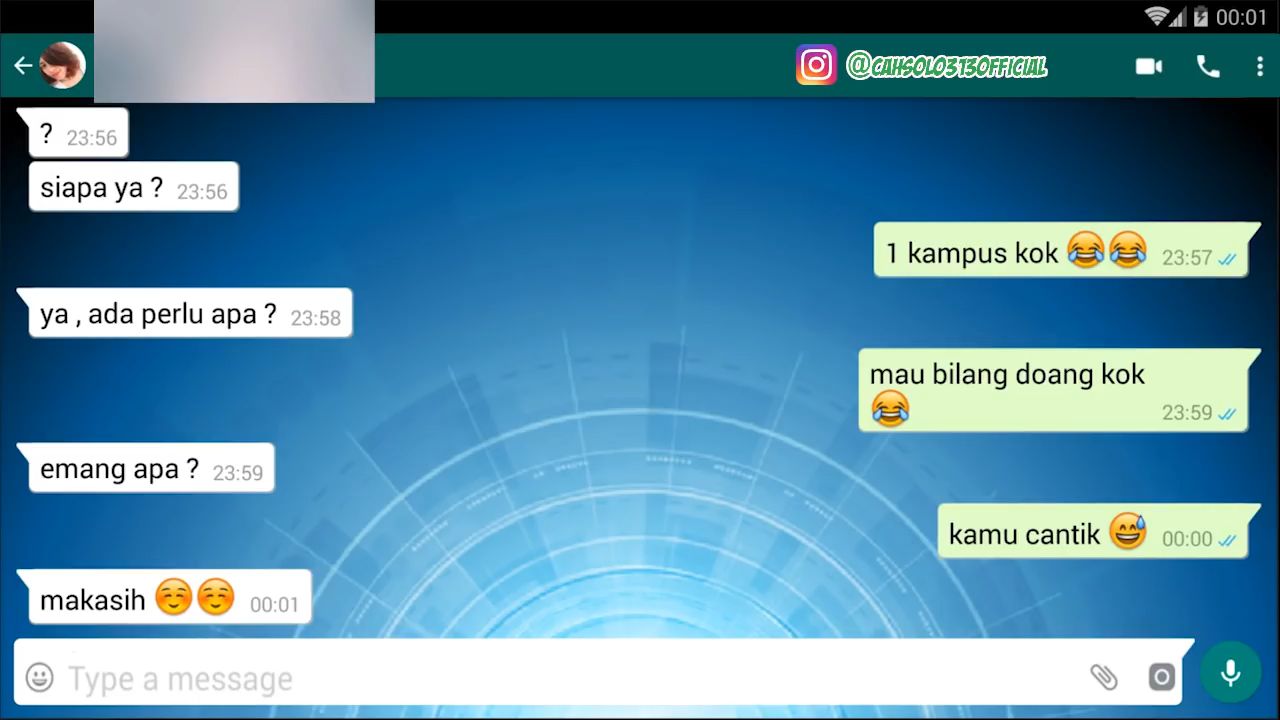 00:01
@CAHSOLO313OFFICIAL
? 23:56
siapa ya ? 23:56
1 kampus kok 😂😂 23:57
ya , ada perlu apa ? 23:58
mau bilang doang kok
😂 23:59
emang apa ? 23:59
kamu cantik 😅 00:00
makasih ☺️☺️ 00:01
Type a message